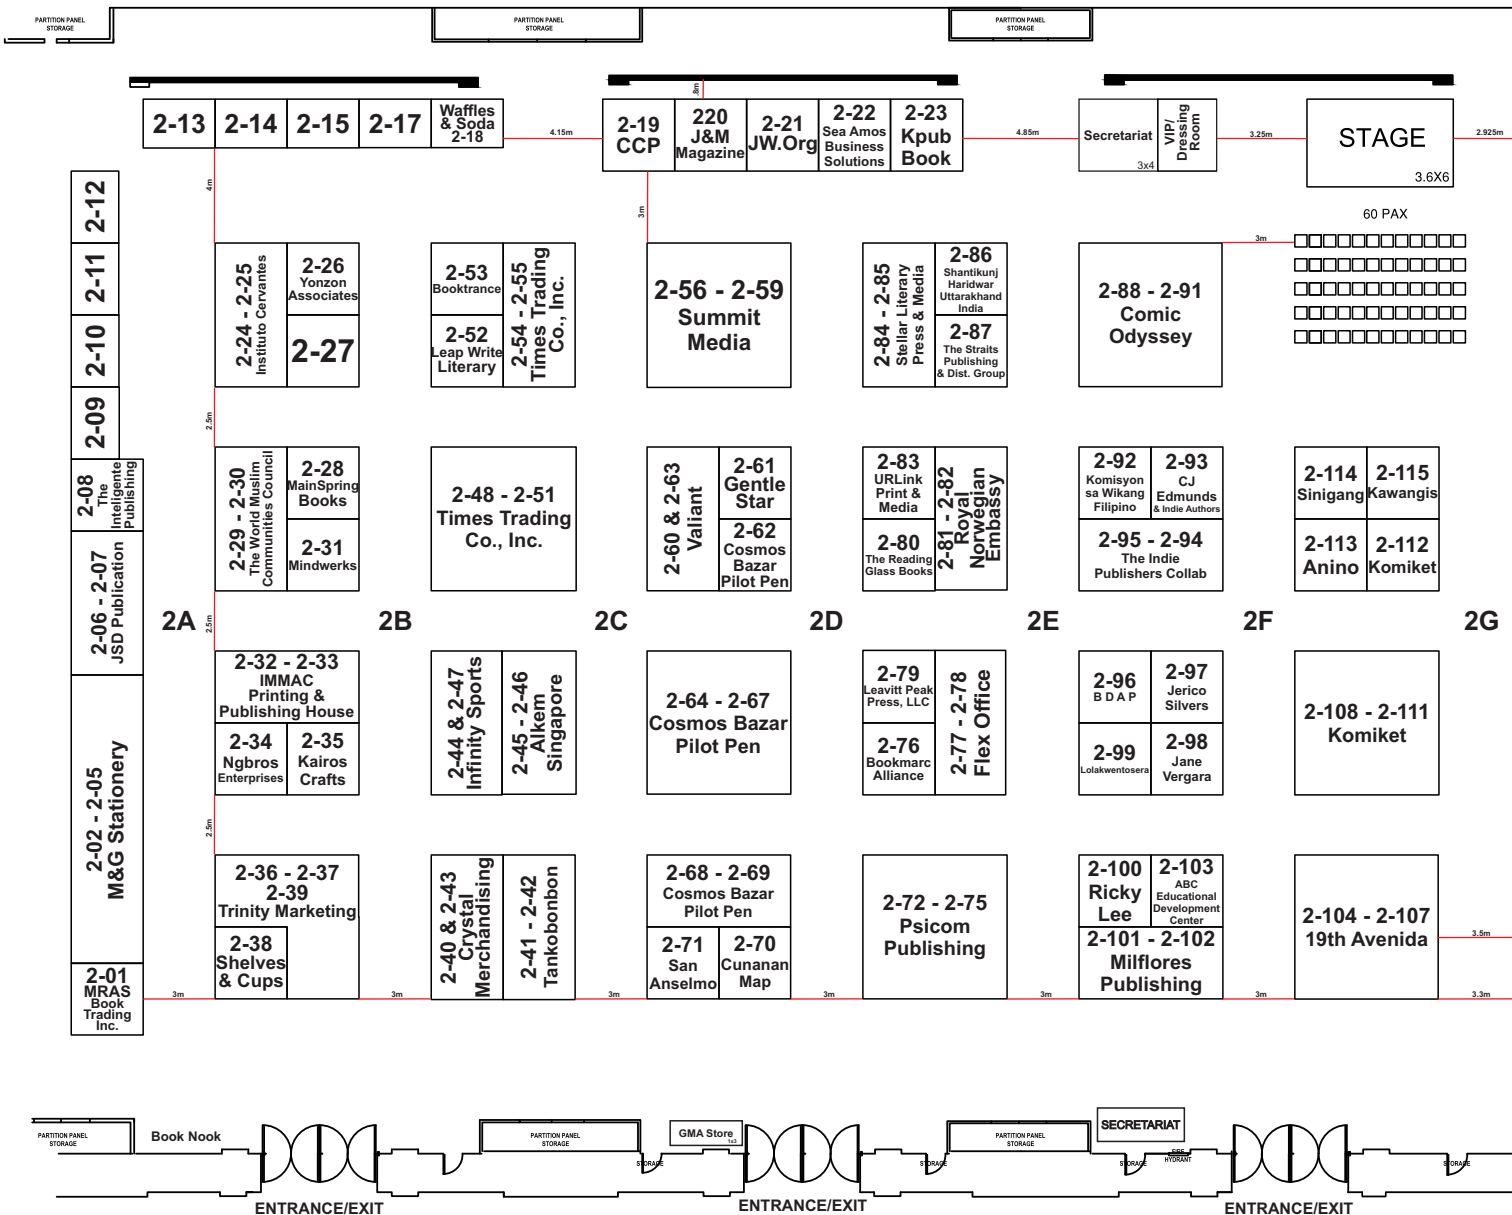 PARTITION PANEL
STORAGE
PARTITION PANEL
STORAGE
PARTITION PANEL
STORAGE
2-13
2-14
2-15
2-17
Waffles
& Soda
2-18
4.15m
.8m
2-19
CCP
220
J&M
Magazine
2-21
JW.Org
2-22
Sea Amos
Business
Solutions
2-23
Kpub
Book
4.85m
Secretariat
3x4
VIP/
Dressing
Room
3.25m
STAGE
3.6X6
2.925m
60 PAX
4m
3m
3m
2-12
2-11
2-10
2-09
2-08
The
Inteligente
Publishing
2-06 - 2-07
JSD Publication
2-02 - 2-05
M&G Stationery
2-01
MRAS
Book
Trading
Inc.
2-24 - 2-25
Instituto Cervantes
2-26
Yonzon
Associates
2-27
2-53
Booktrance
2-52
Leap Write
Literary
2-54 - 2-55
Times Trading
Co., Inc.
2-56 - 2-59
Summit
Media
2-84 - 2-85
Stellar Literary
Press & Media
2-86
Shantikunj
Haridwar
Uttarakhand
India
2-87
The Straits
Publishing
& Dist. Group
2-88 - 2-91
Comic
Odyssey
2.5m
2-29 - 2-30
The World Muslim
Communities Council
2-28
MainSpring
Books
2-31
Mindwerks
2-48 - 2-51
Times Trading
Co., Inc.
2-60 & 2-63
Valiant
2-61
Gentle
Star
2-62
Cosmos
Bazar
Pilot Pen
2-83
URLink
Print &
Media
2-80
The Reading
Glass Books
2-81 - 2-82
Royal
Norwegian
Embassy
2-92
Komisyon
sa Wikang
Filipino
2-93
CJ
Edmunds
& Indie Authors
2-95 - 2-94
The Indie
Publishers Collab
2-114
Sinigang
2-115
Kawangis
2-113
Anino
2-112
Komiket
2A
2.5m
2B
2C
2D
2E
2F
2G
2-32 - 2-33
IMMAC
Printing &
Publishing House
2-34
Ngbros
Enterprises
2-35
Kairos
Crafts
2-44 & 2-47
Infinity Sports
2-45 - 2-46
Alkem
Singapore
2-64 - 2-67
Cosmos Bazar
Pilot Pen
2-79
Leavitt Peak
Press, LLC
2-76
Bookmarc
Alliance
2-77 - 2-78
Flex Office
2-96
B D A P
2-97
Jerico
Silvers
2-99
Lolakwentosera
2-98
Jane
Vergara
2-108 - 2-111
Komiket
2.5m
2-36 - 2-37
2-39
Trinity Marketing
2-38
Shelves
& Cups
2-40 & 2-43
Crystal
Merchandising
2-41 - 2-42
Tankobonbon
2-68 - 2-69
Cosmos Bazar
Pilot Pen
2-71
San
Anselmo
2-70
Cunanan
Map
2-72 - 2-75
Psicom
Publishing
2-100
Ricky
Lee
2-103
ABC
Educational
Development
Center
2-101 - 2-102
Milflores
Publishing
2-104 - 2-107
19th Avenida
3.5m
3m
3m
3m
3m
3m
3m
3.3m
PARTITION PANEL
STORAGE
Book Nook
PARTITION PANEL
STORAGE
GMA Store
1x3
STORAGE
STORAGE
PARTITION PANEL
STORAGE
SECRETARIAT
STORAGE
FIRE
HYDRANT
STORAGE
ENTRANCE/EXIT
ENTRANCE/EXIT
ENTRANCE/EXIT